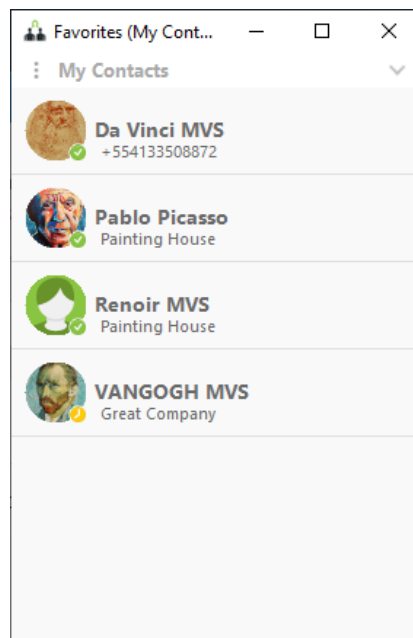 Favorites (My Cont...
My Contacts
Da Vinci MVS
+554133508872
Pablo Picasso
Painting House
Renoir MVS
Painting House
VANGOGH MVS
Great Company